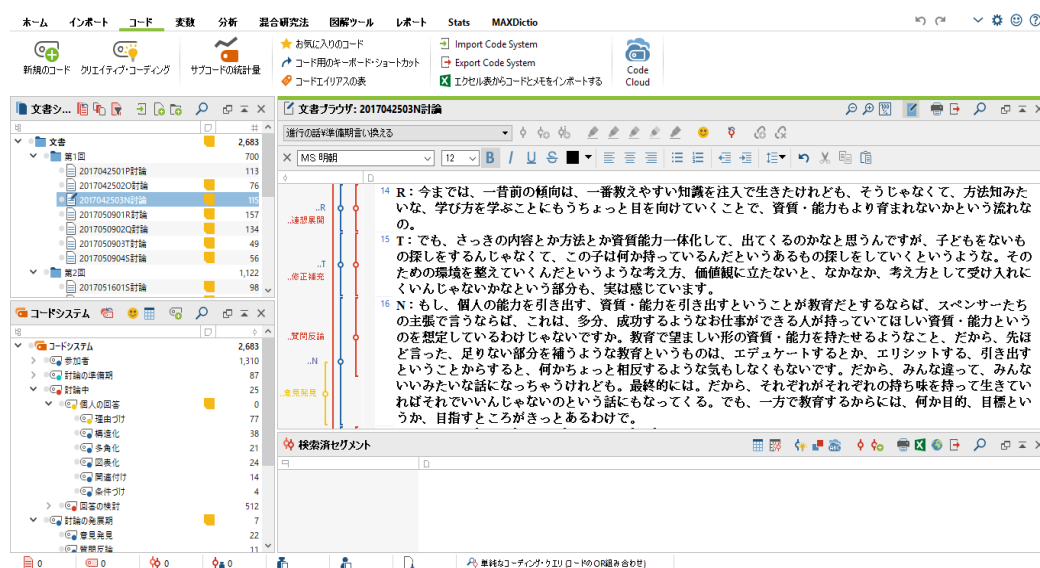 ホーム インポート コード 変数 分析 混合研究法 図解ツール レポート Stats MAXDictio
新規のコード クリエイティブ・コーディング サブコードの統計量
お気に入りのコード
コード用のキーボード・ショートカット
コードエイリアスの表
Import Code System
Export Code System
エクセル表からコードとメモをインポートする
Code Cloud
文書シ...
文書 2,683
第1回 700
2017042501P討論 113
2017042502O討論 76
2017042503N討論 115
2017050901R討論 157
2017050902Q討論 134
2017050903T討論 49
2017050904S討論 56
第2回 1,122
2017051601S討論 98
コードシステム
コードシステム 2,683
参加者 1,310
討論の準備期 87
討論中 25
個人の回答 0
理由づけ 77
構造化 38
多角化 21
図表化 24
関連付け 14
条件づけ 4
回答の検討 512
討論の発展期 7
意見発見 22
質問反論 11
文書ブラウザ: 2017042503N討論
進行の話¥準備期言い換える
MS 明朝 12 B I U S
..R
..連想展開
..T
..修正補充
..質問反論
..N
..意見発見
14 R：今までは、一昔前の傾向は、一番教えやすい知識を注入で生きたけれども、そうじゃなくて、方法知みた
いな、学び方を学ぶことにもうちょっと目を向けていくことで、資質・能力もより育まれないかという流れな
の。
15 T：でも、さっきの内容とか方法とか資質能力一体化して、出てくるのかなと思うんですが、子どもをないも
の探しをするんじゃなくて、この子は何か持っているんだというあるもの探しをしていくというような。その
ための環境を整えていくんだというような考え方、価値観に立たないと、なかなか、考え方として受け入れに
くいんじゃないかなという部分も、実は感じています。
16 N：もし、個人の能力を引き出す、資質・能力を引き出すということが教育だとするならば、スペンサーたち
の主張で言うならば、これは、多分、成功するようなお仕事ができる人が持っていてほしい資質・能力という
のを想定しているわけじゃないですか。教育で望ましい形の資質・能力を持たせるようなこと、だから、先ほ
ど言った、足りない部分を補うような教育というものは、エデュケートするとか、エリシットする、引き出す
ということからすると、何かちょっと相反するような気もしなくもないです。だから、みんな違って、みんな
いいみたいな話になっちゃうけれども。最終的には。だから、それぞれがそれぞれの持ち味を持って生きてい
ればそれでいいんじゃないのという話にもなってくる。でも、一方で教育するからには、何か目的、目標とい
うか、目指すところがきっとあるわけで。
検索済セグメント
0 0 0 0 単純なコーディング・クエリ (コードの OR組み合わせ)